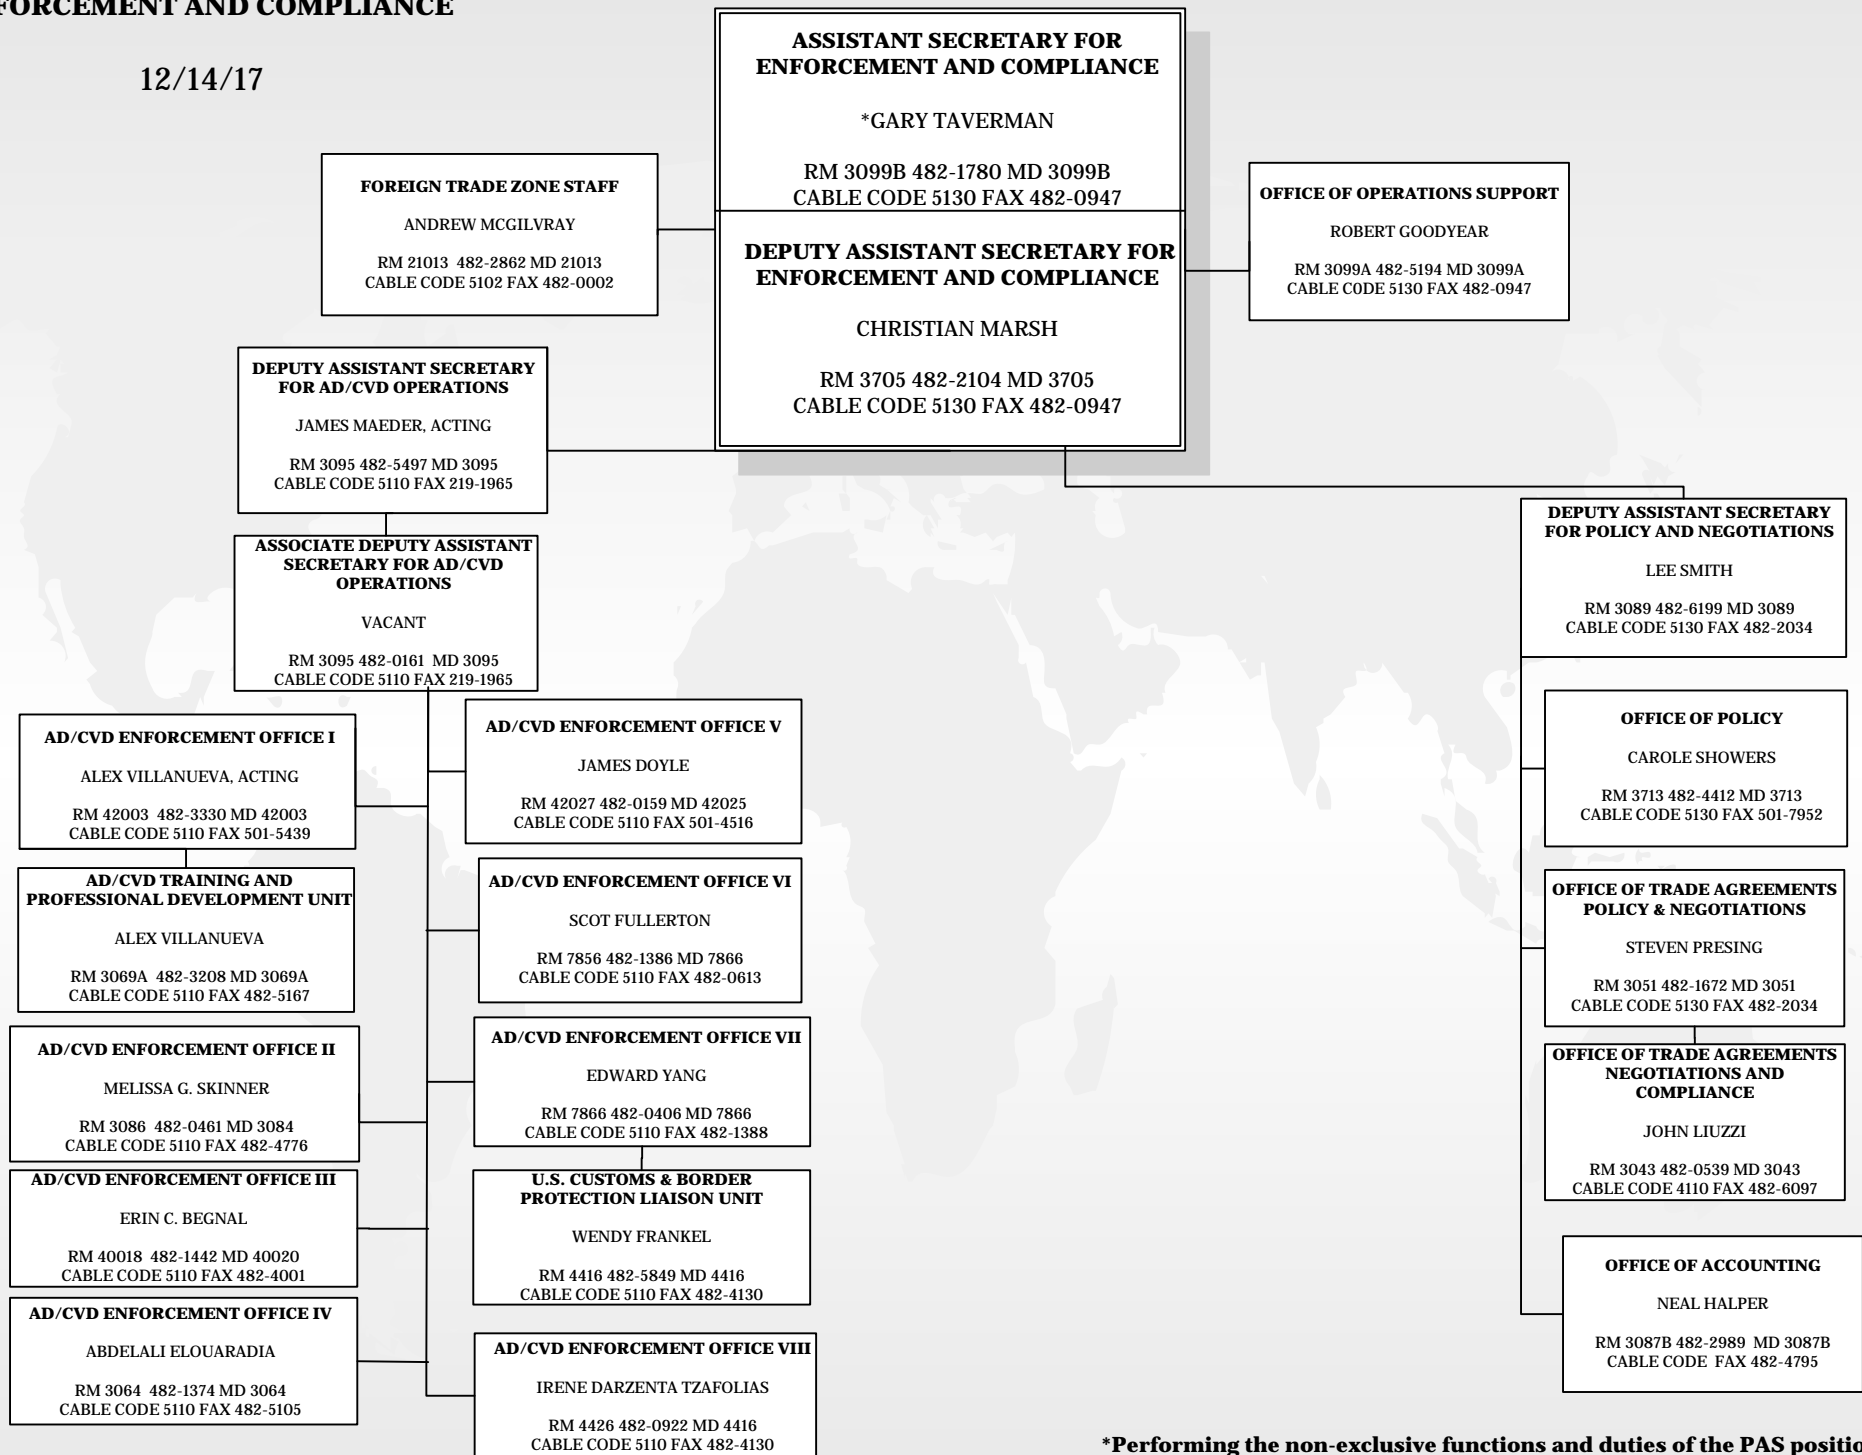 FORCEMENT AND COMPLIANCE
12/14/17
ASSISTANT SECRETARY FOR
ENFORCEMENT AND COMPLIANCE
*GARY TAVERMAN
RM 3099B 482-1780 MD 3099B
CABLE CODE 5130 FAX 482-0947
DEPUTY ASSISTANT SECRETARY FOR
ENFORCEMENT AND COMPLIANCE
CHRISTIAN MARSH
RM 3705 482-2104 MD 3705
CABLE CODE 5130 FAX 482-0947
FOREIGN TRADE ZONE STAFF
ANDREW MCGILVRAY
RM 21013 482-2862 MD 21013
CABLE CODE 5102 FAX 482-0002
OFFICE OF OPERATIONS SUPPORT
ROBERT GOODYEAR
RM 3099A 482-5194 MD 3099A
CABLE C0DE 5130 FAX 482-0947
DEPUTY ASSISTANT SECRETARY
FOR AD/CVD OPERATIONS
JAMES MAEDER, ACTING
RM 3095 482-5497 MD 3095
CABLE CODE 5110 FAX 219-1965
ASSOCIATE DEPUTY ASSISTANT
SECRETARY FOR AD/CVD
OPERATIONS
VACANT
RM 3095 482-0161 MD 3095
CABLE CODE 5110 FAX 219-1965
AD/CVD ENFORCEMENT OFFICE I
ALEX VILLANUEVA, ACTING
RM 42003 482-3330 MD 42003
CABLE CODE 5110 FAX 501-5439
AD/CVD TRAINING AND
PROFESSIONAL DEVELOPMENT UNIT
ALEX VILLANUEVA
RM 3069A 482-3208 MD 3069A
CABLE CODE 5110 FAX 482-5167
AD/CVD ENFORCEMENT OFFICE II
MELISSA G. SKINNER
RM 3086 482-0461 MD 3084
CABLE CODE 5110 FAX 482-4776
AD/CVD ENFORCEMENT OFFICE III
ERIN C. BEGNAL
RM 40018 482-1442 MD 40020
CABLE CODE 5110 FAX 482-4001
AD/CVD ENFORCEMENT OFFICE IV
ABDELALI ELOUARADIA
RM 3064 482-1374 MD 3064
CABLE CODE 5110 FAX 482-5105
AD/CVD ENFORCEMENT OFFICE V
JAMES DOYLE
RM 42027 482-0159 MD 42025
CABLE CODE 5110 FAX 501-4516
AD/CVD ENFORCEMENT OFFICE VI
SCOT FULLERTON
RM 7856 482-1386 MD 7866
CABLE CODE 5110 FAX 482-0613
AD/CVD ENFORCEMENT OFFICE VII
EDWARD YANG
RM 7866 482-0406 MD 7866
CABLE CODE 5110 FAX 482-1388
U.S. CUSTOMS & BORDER
PROTECTION LIAISON UNIT
WENDY FRANKEL
RM 4416 482-5849 MD 4416
CABLE CODE 5110 FAX 482-4130
AD/CVD ENFORCEMENT OFFICE VIII
IRENE DARZENTA TZAFOLIAS
RM 4426 482-0922 MD 4416
CABLE CODE 5110 FAX 482-4130
DEPUTY ASSISTANT SECRETARY
FOR POLICY AND NEGOTIATIONS
LEE SMITH
RM 3089 482-6199 MD 3089
CABLE CODE 5130 FAX 482-2034
OFFICE OF POLICY
CAROLE SHOWERS
RM 3713 482-4412 MD 3713
CABLE CODE 5130 FAX 501-7952
OFFICE OF TRADE AGREEMENTS
POLICY & NEGOTIATIONS
STEVEN PRESING
RM 3051 482-1672 MD 3051
CABLE CODE 5130 FAX 482-2034
OFFICE OF TRADE AGREEMENTS
NEGOTIATIONS AND
COMPLIANCE
JOHN LIUZZI
RM 3043 482-0539 MD 3043
CABLE CODE 4110 FAX 482-6097
OFFICE OF ACCOUNTING
NEAL HALPER
RM 3087B 482-2989 MD 3087B
CABLE CODE FAX 482-4795
*Performing the non-exclusive functions and duties of the PAS positio